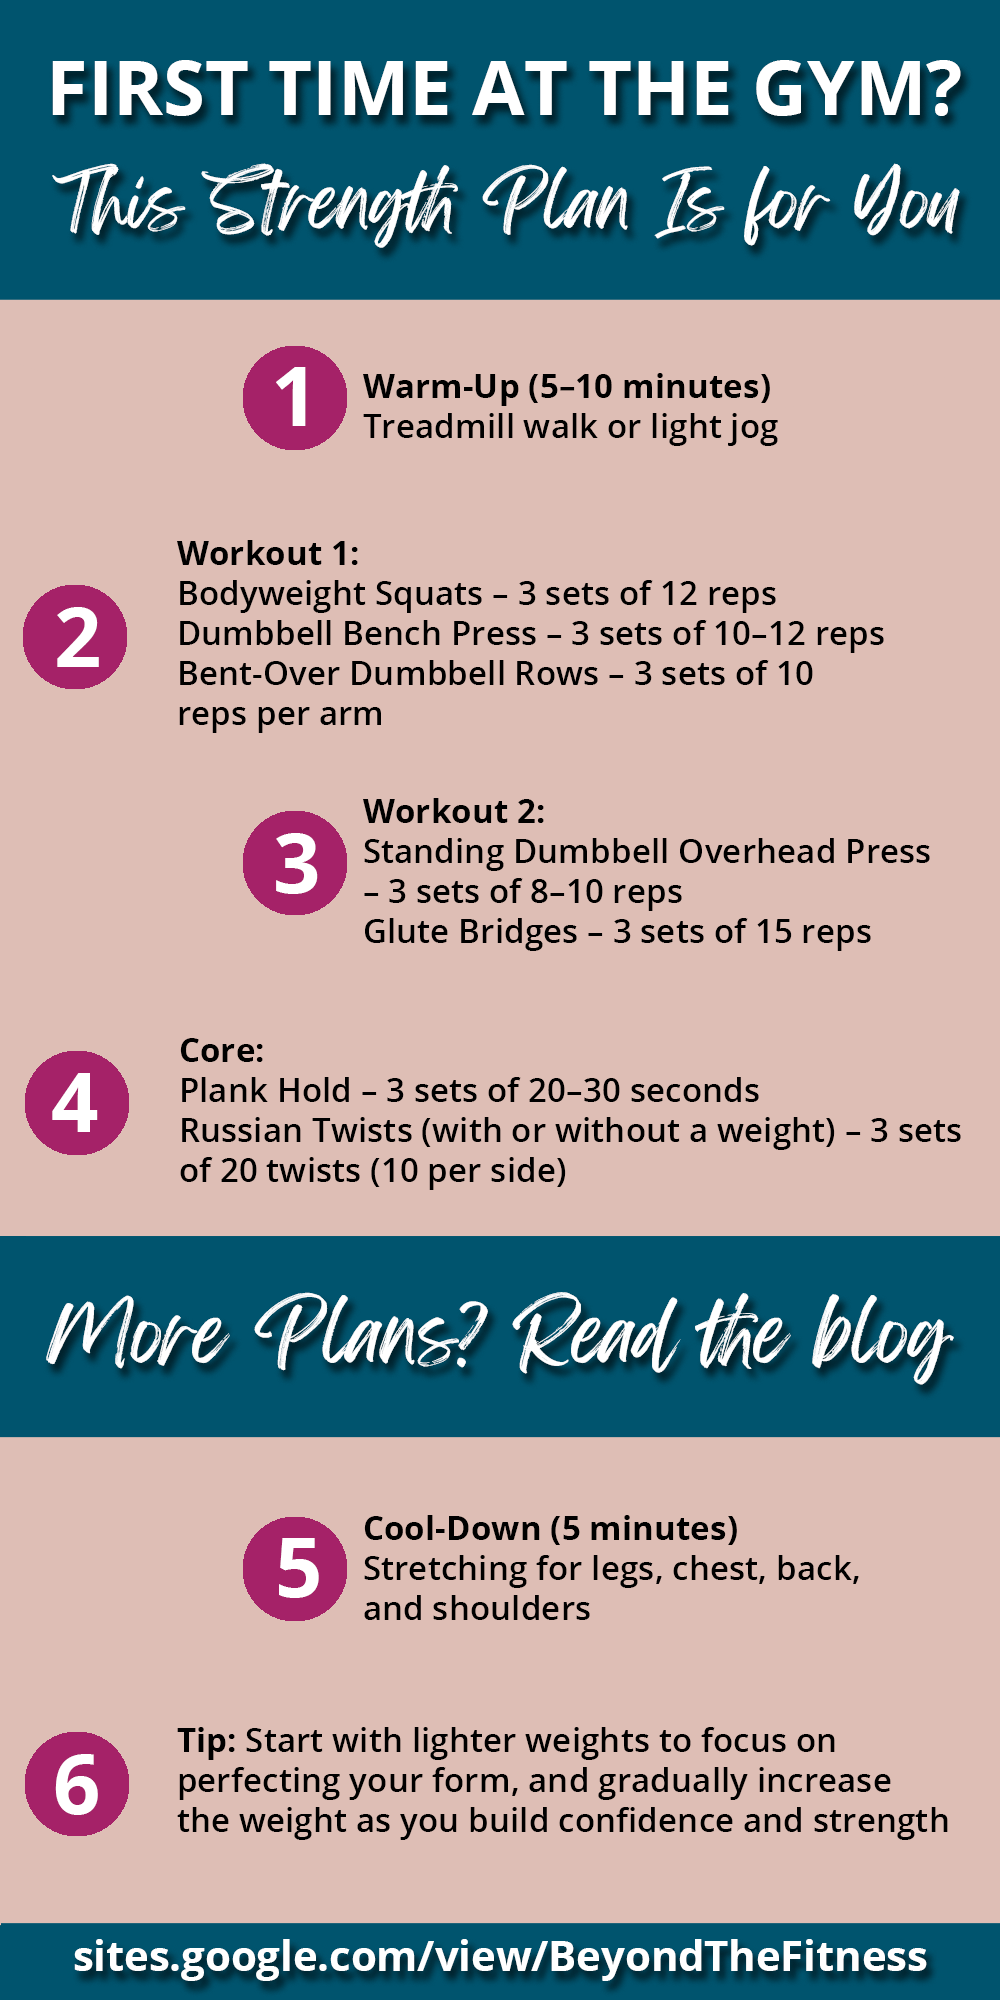 FIRST TIME AT THE GYM?
This Strength Plan Is for You
1
Warm-Up (5–10 minutes)
Treadmill walk or light jog
2
Workout 1:
Bodyweight Squats – 3 sets of 12 reps
Dumbbell Bench Press – 3 sets of 10–12 reps
Bent-Over Dumbbell Rows – 3 sets of 10
reps per arm
3
Workout 2:
Standing Dumbbell Overhead Press
– 3 sets of 8–10 reps
Glute Bridges – 3 sets of 15 reps
4
Core:
Plank Hold – 3 sets of 20–30 seconds
Russian Twists (with or without a weight) – 3 sets
of 20 twists (10 per side)
More Plans? Read the blog
5
Cool-Down (5 minutes)
Stretching for legs, chest, back,
and shoulders
6
Tip: Start with lighter weights to focus on
perfecting your form, and gradually increase
the weight as you build confidence and strength
sites.google.com/view/BeyondTheFitness